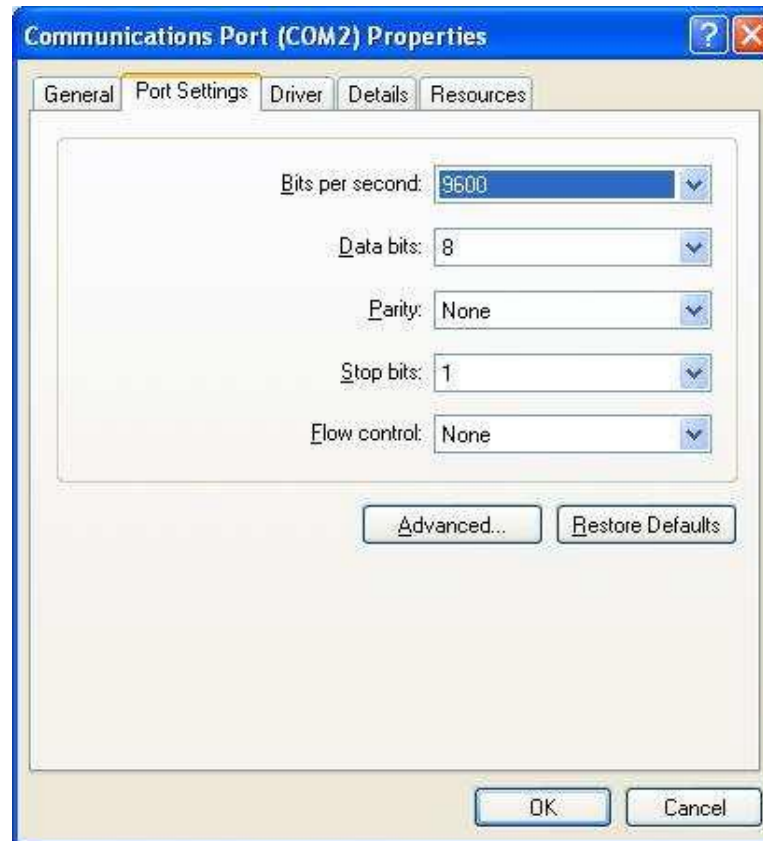 Communications Port (COM2) Properties
General Port Settings Driver Details Resources
Bits per second: 9600
Data bits: 8
Parity: None
Stop bits: 1
Flow control: None
Advanced... Restore Defaults
OK Cancel